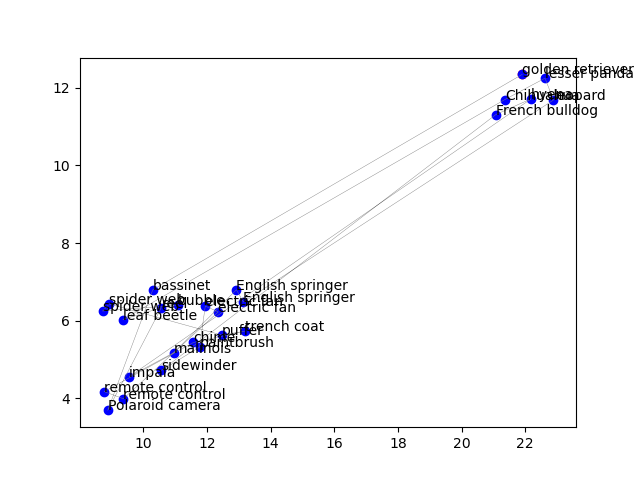 golden retriever
lesser panda
Chihuahua
hyena
leopard
French bulldog
bassinet
English springer
spider web
English springer
bubble
electric fan
spider web
electric fan
leaf beetle
trench coat
puffer
chime
paintbrush
malinois
sidewinder
impala
remote control
remote control
Polaroid camera
12
10
8
6
4
10
12
14
16
18
20
22